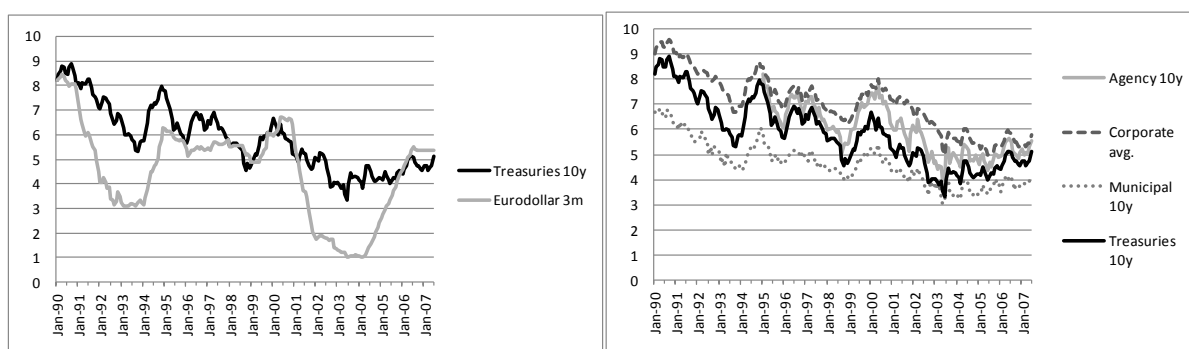 10
9
8
7
6
5
4
3
2
1
0
Jan-90
Jan-91
Jan-92
Jan-93
Jan-94
Jan-95
Jan-96
Jan-97
Jan-98
Jan-99
Jan-00
Jan-01
Jan-02
Jan-03
Jan-04
Jan-05
Jan-06
Jan-07
Treasuries 10y
Eurodollar 3m
10
9
8
7
6
5
4
3
2
1
0
Jan-90
Jan-91
Jan-92
Jan-93
Jan-94
Jan-95
Jan-96
Jan-97
Jan-98
Jan-99
Jan-00
Jan-01
Jan-02
Jan-03
Jan-04
Jan-05
Jan-06
Jan-07
Agency 10y
Corporate
avg.
Municipal
10y
Treasuries
10y